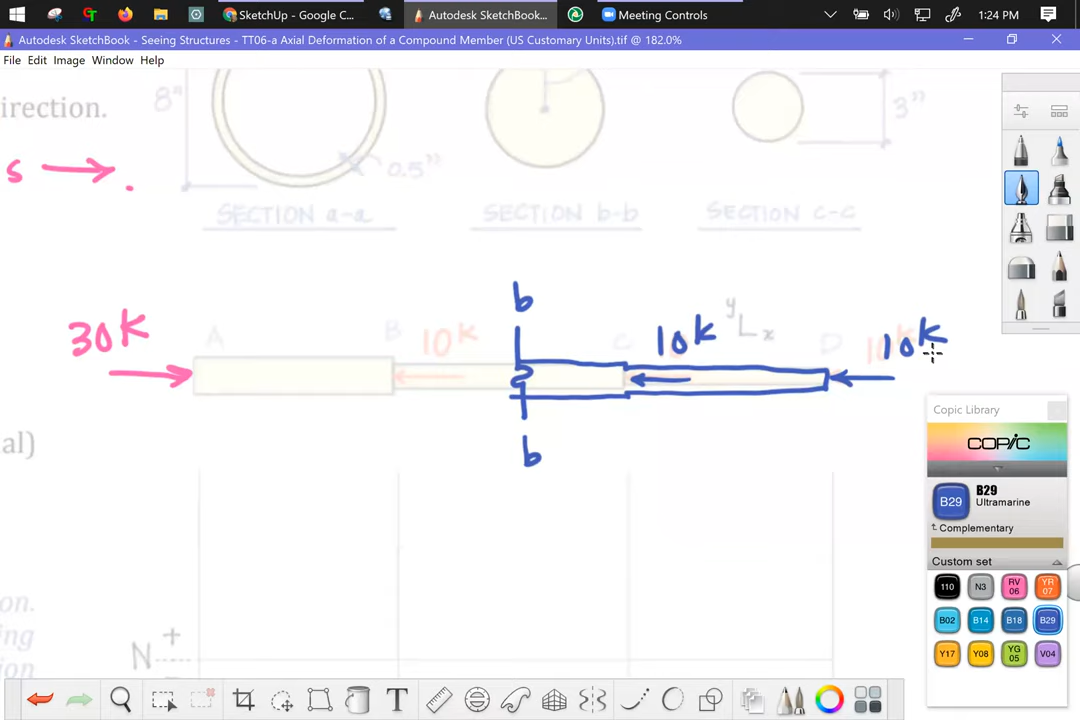 SketchUp - Google C...
Autodesk SketchBook...
Meeting Controls
1:24 PM
Autodesk SketchBook - Seeing Structures - TT06-a Axial Deformation of a Compound Member (US Customary Units).tif @ 182.0%
File Edit Image Window Help
irection.
8"
0.5"
3"
s
SECTION a-a
SECTION b-b
SECTION c-c
b
30K
A
B
10K
C
10K
y
x
D
10K
b
al)
on.
ing
ion
N
+
Copic Library
COPIC
B29
B29
Ultramarine
Complementary
Custom set
110
N3
RV 06
YR 07
B02
B14
B18
B29
Y17
Y08
YG 05
V04
T